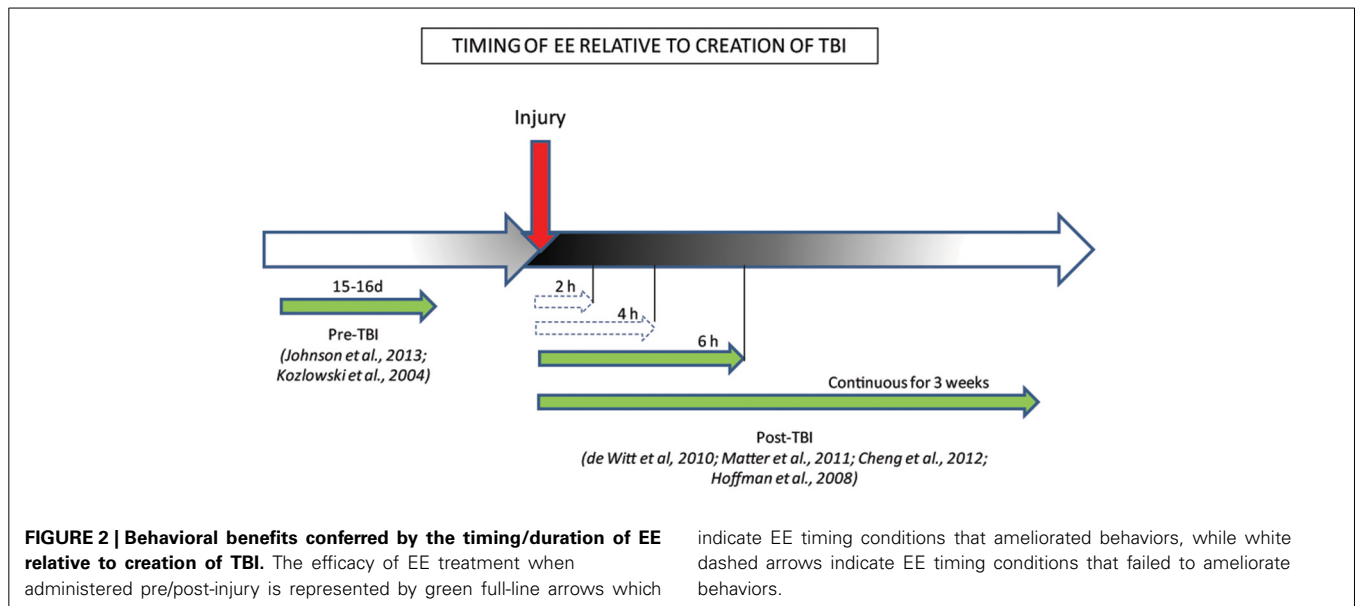 TIMING OF EE RELATIVE TO CREATION OF TBI
Injury
15-16d
Pre-TBI
(Johnson et al., 2013;
Kozlowski et al., 2004)
2 h
4 h
6 h
Continuous for 3 weeks
Post-TBI
(de Witt et al, 2010; Matter et al., 2011; Cheng et al., 2012;
Hoffman et al., 2008)
FIGURE 2 | Behavioral benefits conferred by the timing/duration of EE
relative to creation of TBI. The efficacy of EE treatment when
administered pre/post-injury is represented by green full-line arrows which
indicate EE timing conditions that ameliorated behaviors, while white
dashed arrows indicate EE timing conditions that failed to ameliorate
behaviors.